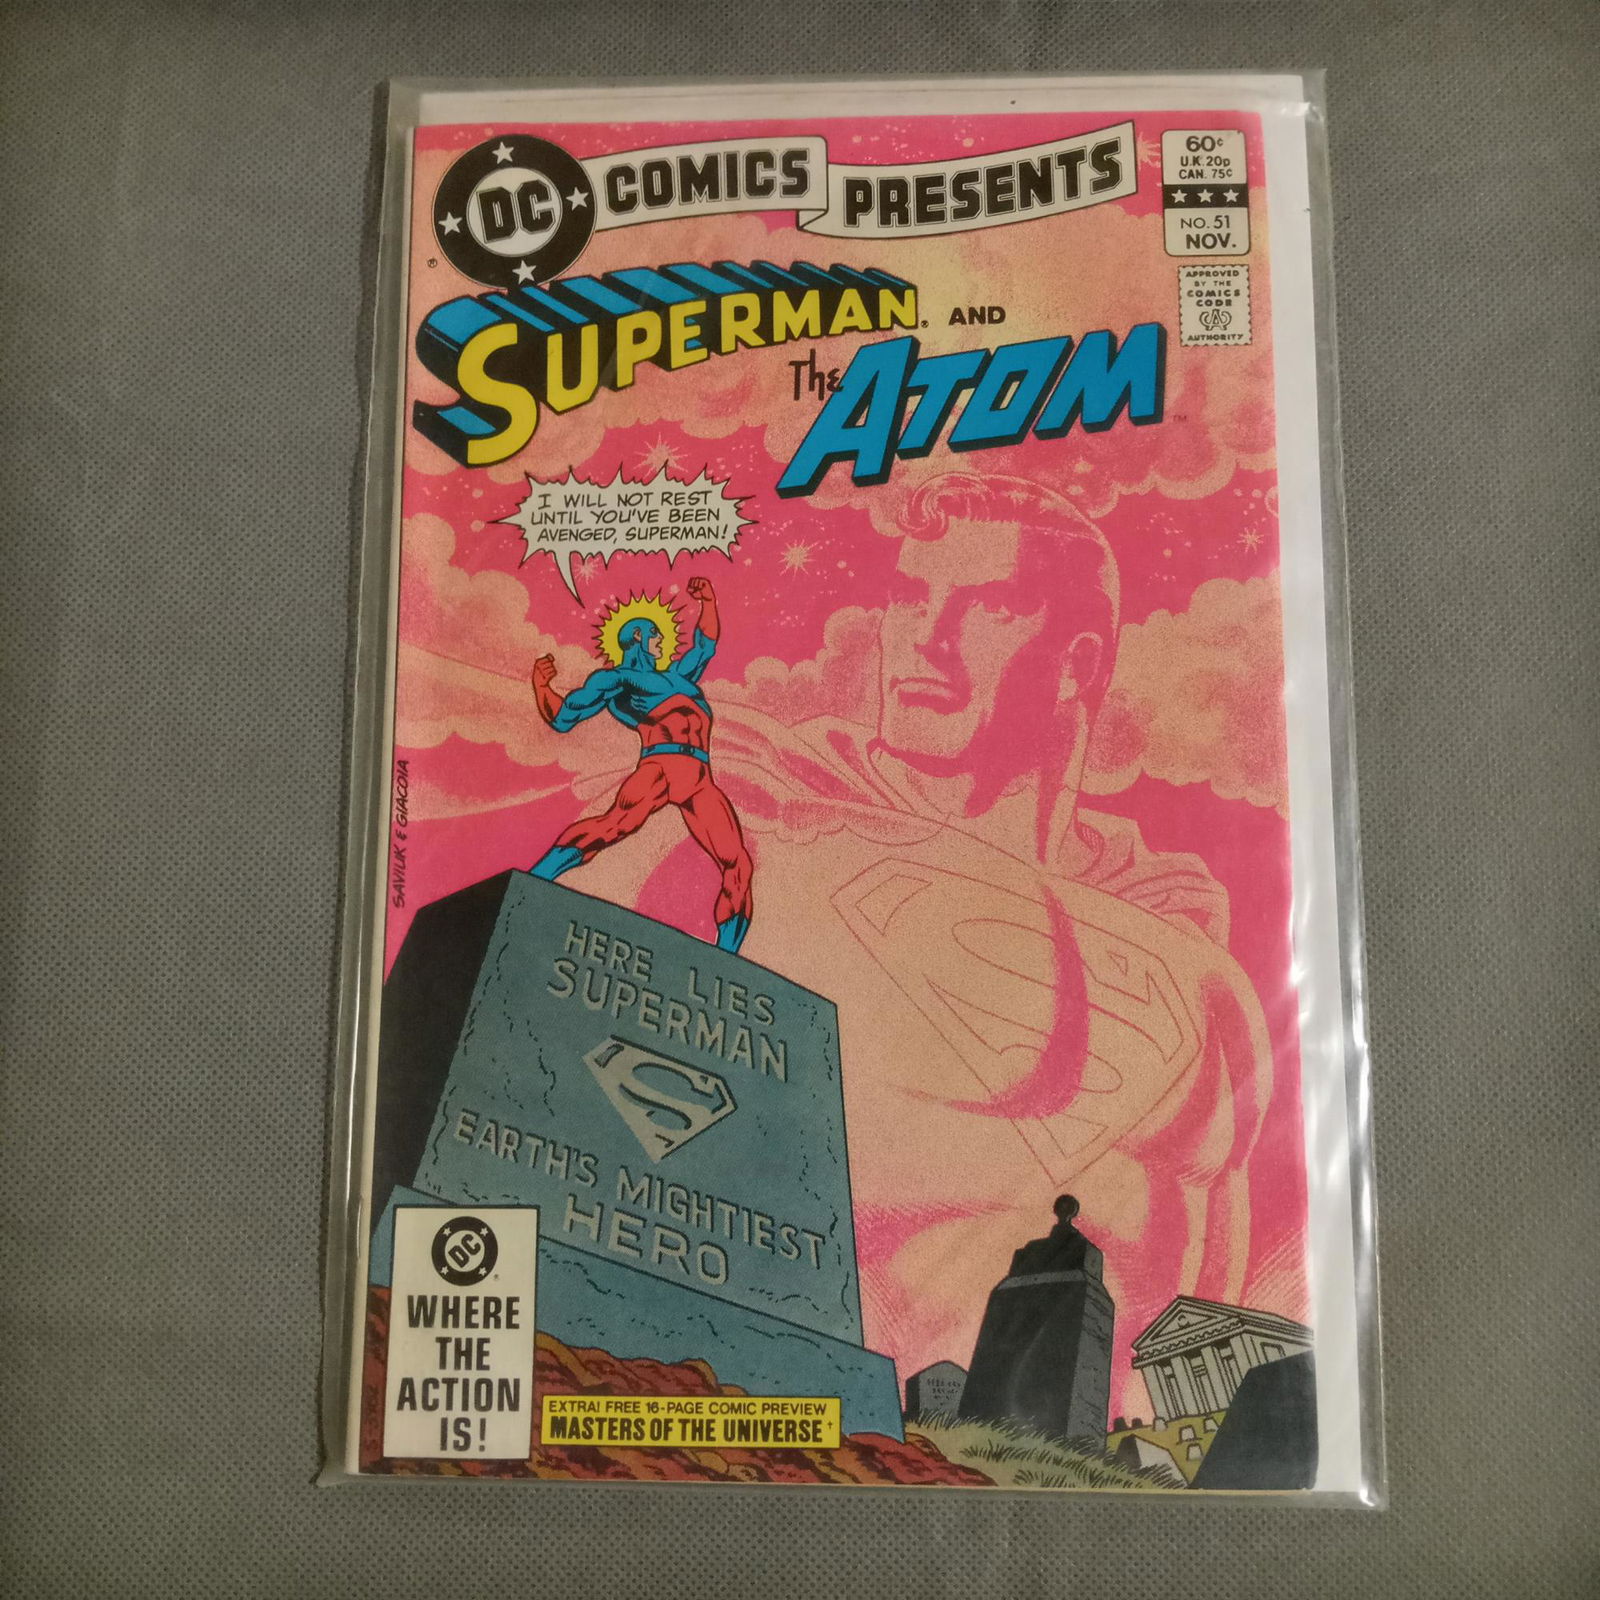 DC
COMICS
PRESENTS
60¢
U.K. 20p
CAN. 75¢
NO. 51
NOV.
APPROVED
BY THE
COMICS
CODE
AUTHORITY
SUPERMAN® AND
The ATOM™
I WILL NOT REST
UNTIL YOU'VE BEEN
AVENGED, SUPERMAN!
SAVIUK & GIACOIA
HERE LIES
SUPERMAN
S
EARTH'S MIGHTIEST
HERO
DC
WHERE
THE
ACTION
IS!
EXTRA! FREE 16-PAGE COMIC PREVIEW
MASTERS OF THE UNIVERSE†